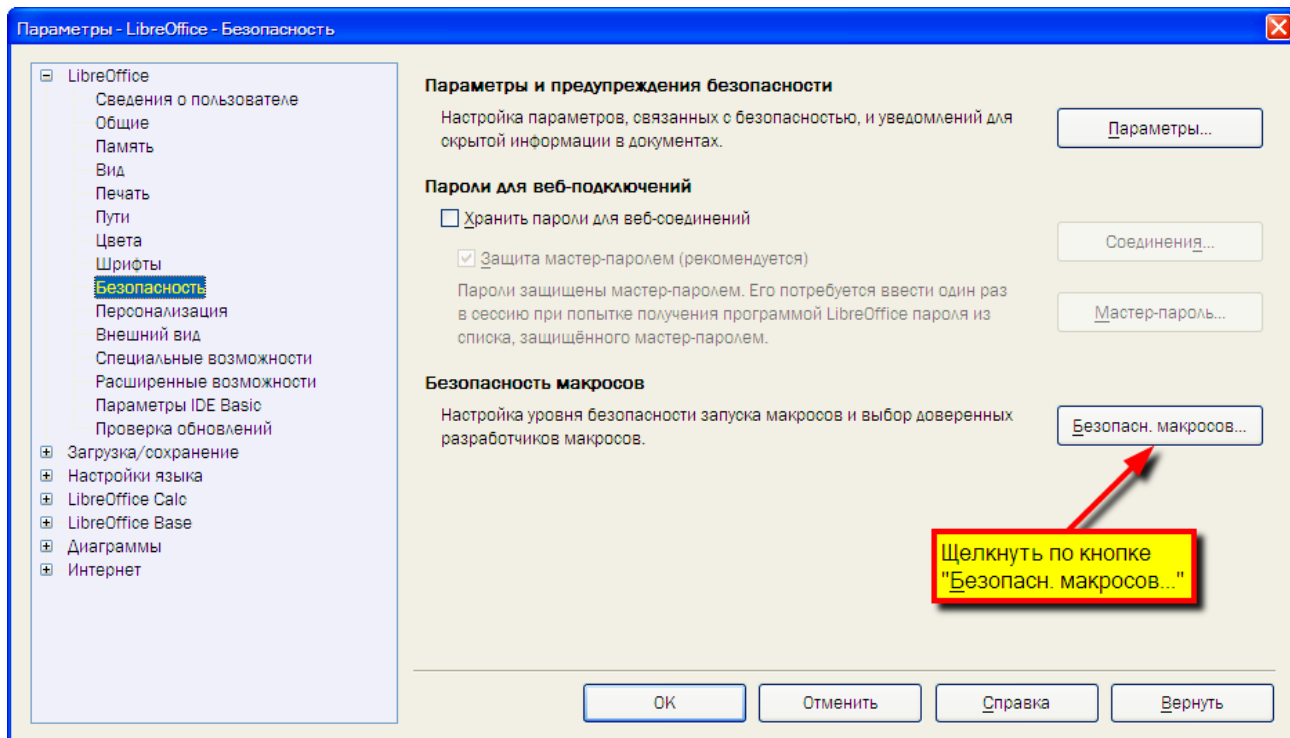 Параметры - LibreOffice - Безопасность
LibreOffice
Сведения о пользователе
Общие
Память
Вид
Печать
Пути
Цвета
Шрифты
Безопасность
Персонализация
Внешний вид
Специальные возможности
Расширенные возможности
Параметры IDE Basic
Проверка обновлений
Загрузка/сохранение
Настройки языка
LibreOffice Calc
LibreOffice Base
Диаграммы
Интернет
Параметры и предупреждения безопасности
Настройка параметров, связанных с безопасностью, и уведомлений для
скрытой информации в документах.
Параметры...
Пароли для веб-подключений
Хранить пароли для веб-соединений
Соединения...
Защита мастер-паролем (рекомендуется)
Пароли защищены мастер-паролем. Его потребуется ввести один раз
в сессию при попытке получения программой LibreOffice пароля из
списка, защищённого мастер-паролем.
Мастер-пароль...
Безопасность макросов
Настройка уровня безопасности запуска макросов и выбор доверенных
разработчиков макросов.
Безопасн. макросов...
Щелкнуть по кнопке
"Безопасн. макросов..."
OK
Отменить
Справка
Вернуть